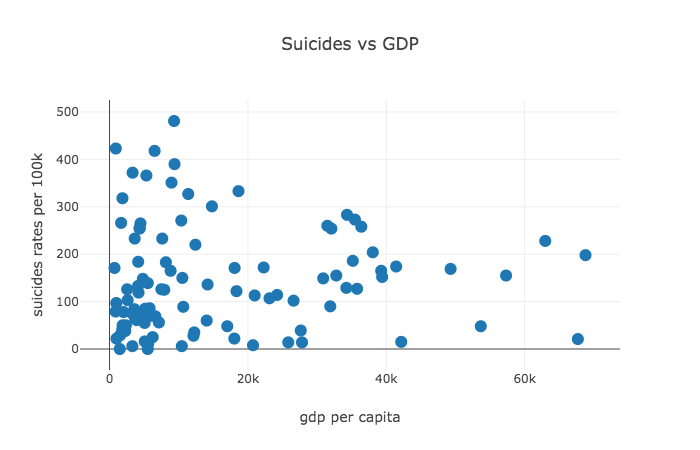 Suicides vs GDP
suicides rates per 100k
500
400
300
200
100
0
0 20k 40k 60k
gdp per capita